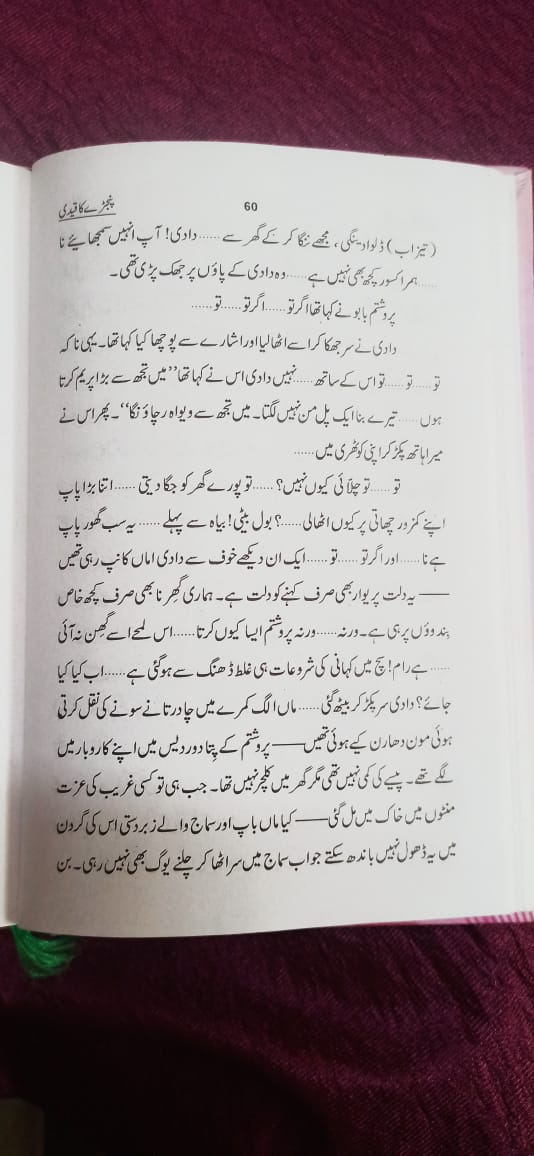 60 پنجڑے کا قیدی
(تیزاب) ڈلوا دینگی، مجھے ننگا کر کے گھر سے ...... دادی! آپ انہیں سمجھایئے نا
...... ہمرا کسور کچھ بھی نہیں ہے ...... وہ دادی کے پاؤں پر جھک پڑی تھی۔
پرشتم بابو نے کہا تھا اگر تو ...... اگر تو ...... تو ......
دادی نے سر جھکا کر اسے اٹھالیا اور اشارے سے پوچھا کیا کہا تھا۔ یہی نا کہ
تو ...... تو ...... تو اس کے ساتھ ...... نہیں دادی اس نے کہا تھا ’’میں تجھ سے بڑا پریم کرتا
ہوں ...... تیرے بنا ایک پل من نہیں لگتا۔ میں تجھ سے ویواہ رچاؤنگا‘‘۔ پھر اس نے
میرا ہاتھ پکڑ کر اپنی کوٹھری میں ......
تو ...... تو چلّائی کیوں نہیں؟ ...... تو پورے گھر کو جگا دیتی ...... اتنا بڑا پاپ
اپنے کمزور چھاتی پر کیوں اٹھالی ......؟ بول بیٹی! بیاہ سے پہلے ...... یہ سب گھور پاپ
ہے نا ...... اور اگر تو ...... تو ...... ایک ان دیکھے خوف سے دادی اماں کانپ رہی تھیں
—— یہ دلت پریوار بھی صرف کہنے کو دلت ہے۔ ہماری گھرنا بھی صرف کچھ خاص
بندوؤں پر ہی ہے۔ ورنہ ...... ورنہ پروشتم ایسا کیوں کرتا ...... اس لمحے اسے گھن نہ آئی
...... ہے رام! سچ میں کہانی کی شروعات ہی غلط ڈھنگ سے ہوگئی ہے ...... اب کیا کیا
جائے؟ دادی سر پکڑ کر بیٹھ گئی ...... ماں الگ کمرے میں چادر تانے سونے کی نقل کرتی
ہوئی مون دھارن کیے ہوئی تھیں —— پروشتم کے پِتا دور دیس میں اپنے کاروبار میں
لگے تھے۔ پیسے کی کمی نہیں تھی مگر گھر میں کلچر نہیں تھا۔ جب ہی تو کسی غریب کی عزت
منٹوں میں خاک میں مل گئی —— کیا ماں باپ اور سماج والے زبردستی اس کی گردن
میں یہ ڈھول نہیں باندھ سکتے جو اب سماج میں سر اٹھا کر چلنے یوگ بھی نہیں رہی۔ بن